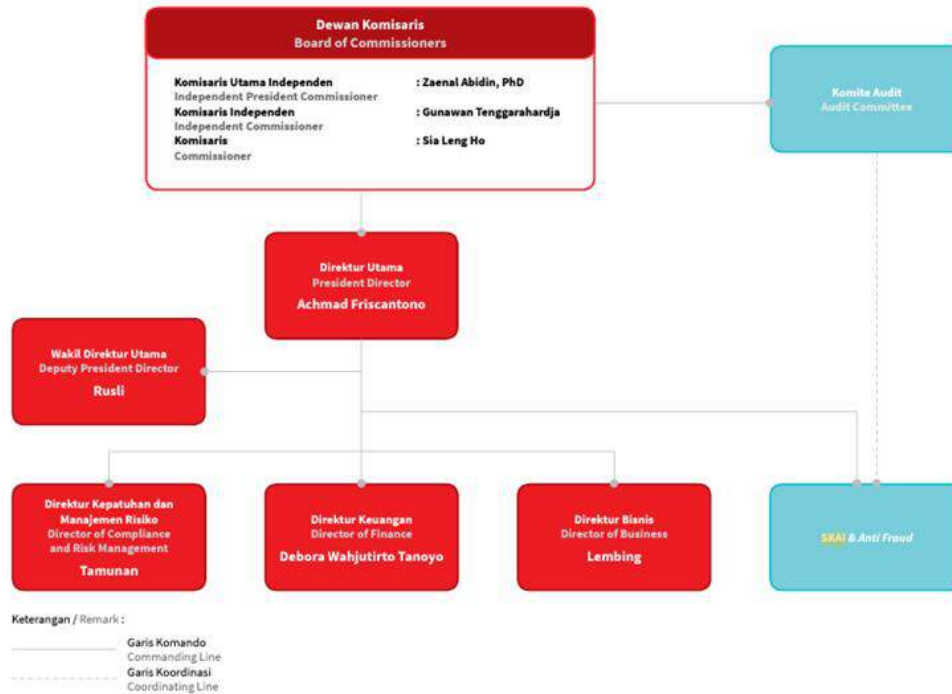 Dewan Komisaris
Board of Commissioners
Komisaris Utama Independen : Zaenal Abidin, PhD
Independent President Commissioner
Komisaris Independen : Gunawan Tenggarahardja
Independent Commissioner
Komisaris : Sia Leng Ho
Commissioner
Komite Audit
Audit Committee
Direktur Utama
President Director
Achmad Friscantono
Wakil Direktur Utama
Deputy President Director
Rusli
Direktur Kepatuhan dan
Manajemen Risiko
Director of Compliance
and Risk Management
Tamunan
Direktur Keuangan
Director of Finance
Debora Wahjutirto Tanoyo
Direktur Bisnis
Director of Business
Lembing
SKAI & Anti Fraud
Keterangan / Remark :
Garis Komando
Commanding Line
Garis Koordinasi
Coordinating Line